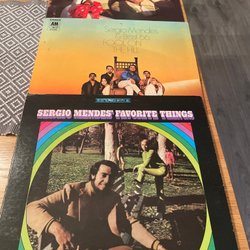 A&M
Sergio Mendes
& Brasil '66
FOOL ON
THE HILL
STEREO
SERGIO MENDES' FAVORITE THINGS